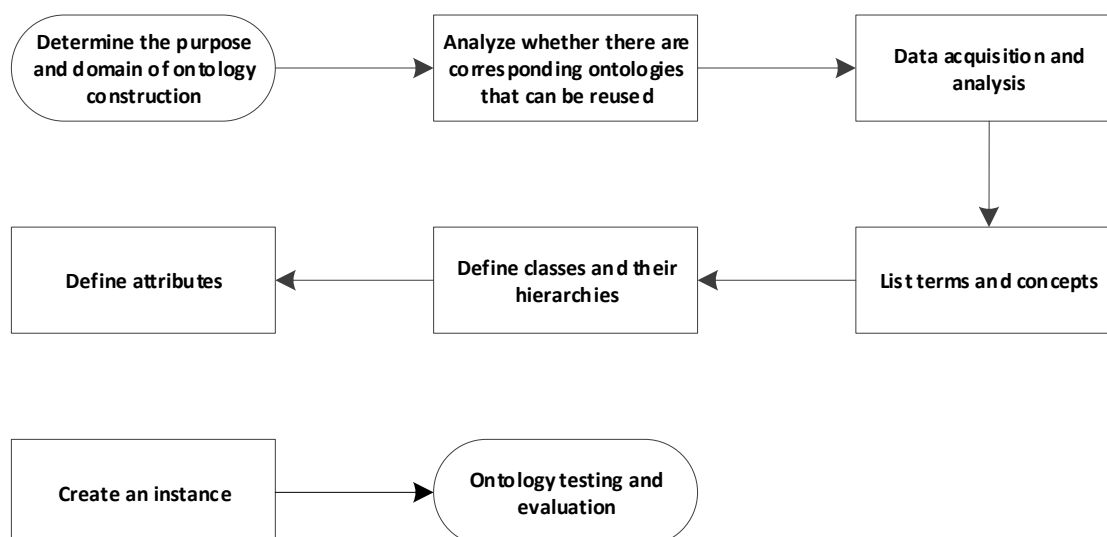 Determine the purpose
and domain of ontology
construction
Analyze whether there are
corresponding ontologies
that can be reused
Data acquisition and
analysis
List terms and concepts
Define classes and their
hierarchies
Define attributes
Create an instance
Ontology testing and
evaluation